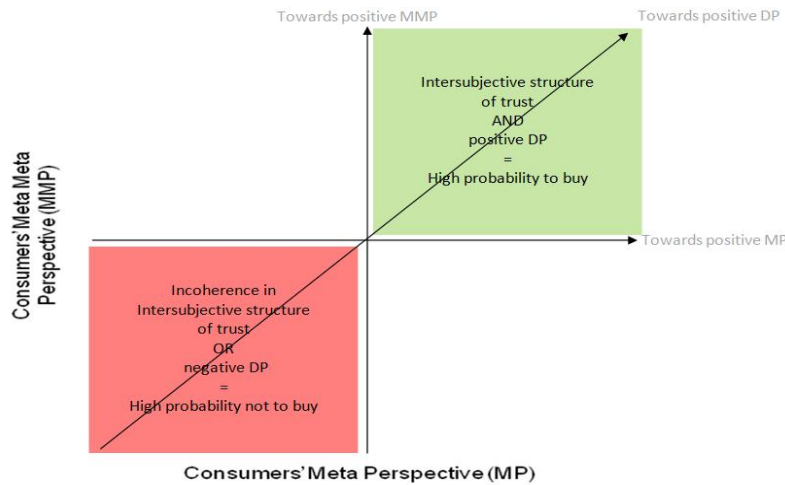 Towards positive MMP
Towards positive DP
Intersubjective structure
of trust
AND
positive DP
=
High probability to buy
Consumers' Meta Meta
Perspective (MMP)
Towards positive MP
Incoherence in
Intersubjective structure
of trust
OR
negative DP
=
High probability not to buy
Consumers' Meta Perspective (MP)